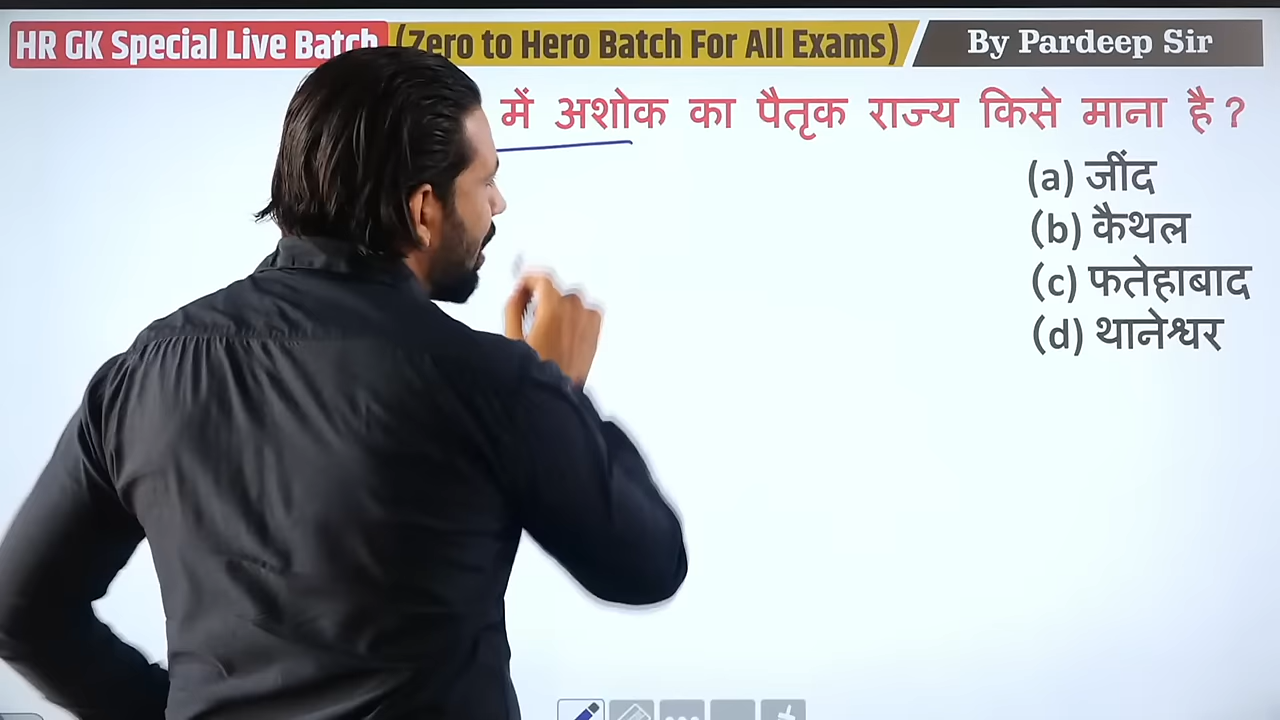 HR GK Special Live Batch (Zero to Hero Batch For All Exams) By Pardeep Sir
में अशोक का पैतृक राज्य किसे माना है ?
(a) जींद
(b) कैथल
(c) फतेहाबाद
(d) थानेश्वर